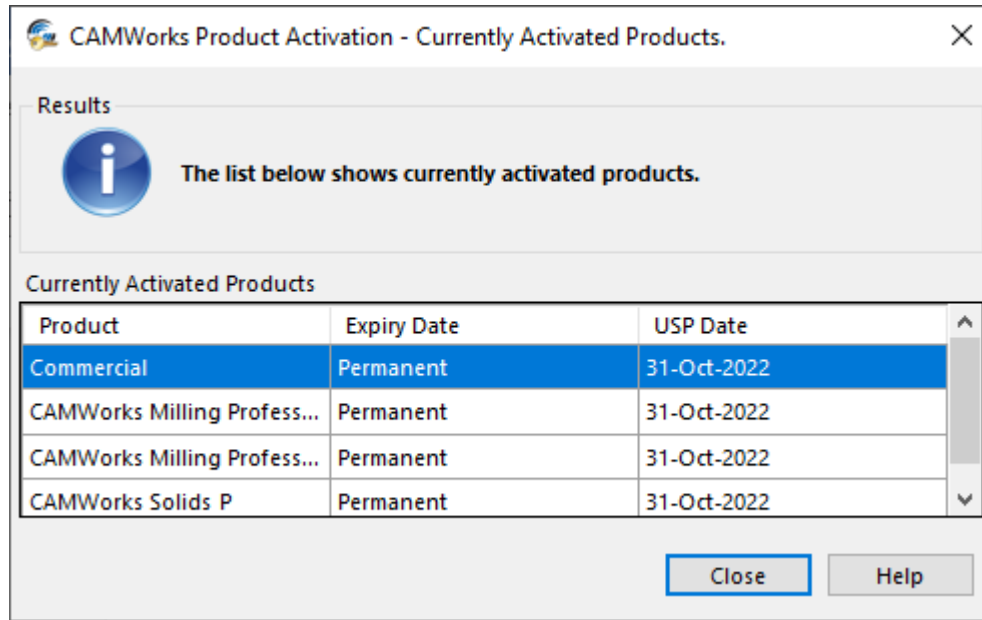 CAMWorks Product Activation - Currently Activated Products.
Results
The list below shows currently activated products.
Currently Activated Products
Product Expiry Date USP Date
Commercial Permanent 31-Oct-2022
CAMWorks Milling Profess... Permanent 31-Oct-2022
CAMWorks Milling Profess... Permanent 31-Oct-2022
CAMWorks Solids P Permanent 31-Oct-2022
Close Help